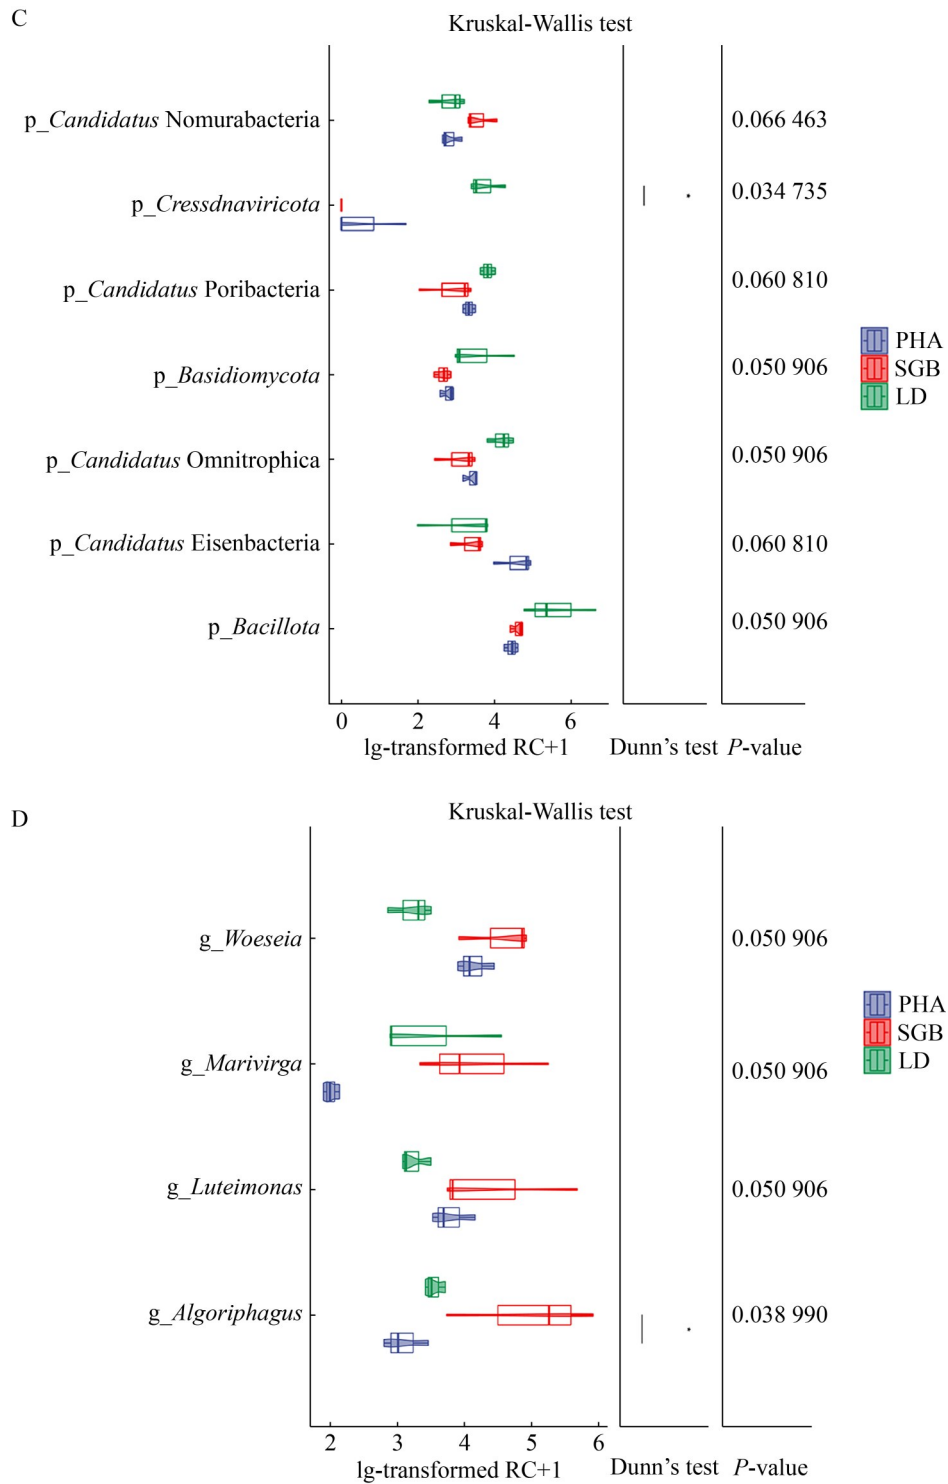 C
Kruskal-Wallis test
p_Candidatus Nomurabacteria
0.066 463
p_Cressdnaviricota
*
0.034 735
p_Candidatus Poribacteria
0.060 810
p_Basidiomycota
0.050 906
p_Candidatus Omnitrophica
0.050 906
p_Candidatus Eisenbacteria
0.060 810
p_Bacillota
0.050 906
PHA
SGB
LD
0 2 4 6
lg-transformed RC+1
Dunn's test
P-value
D
Kruskal-Wallis test
g_Woeseia
0.050 906
g_Marivirga
0.050 906
g_Luteimonas
0.050 906
g_Algoriphagus
*
0.038 990
PHA
SGB
LD
2 3 4 5 6
lg-transformed RC+1
Dunn's test
P-value